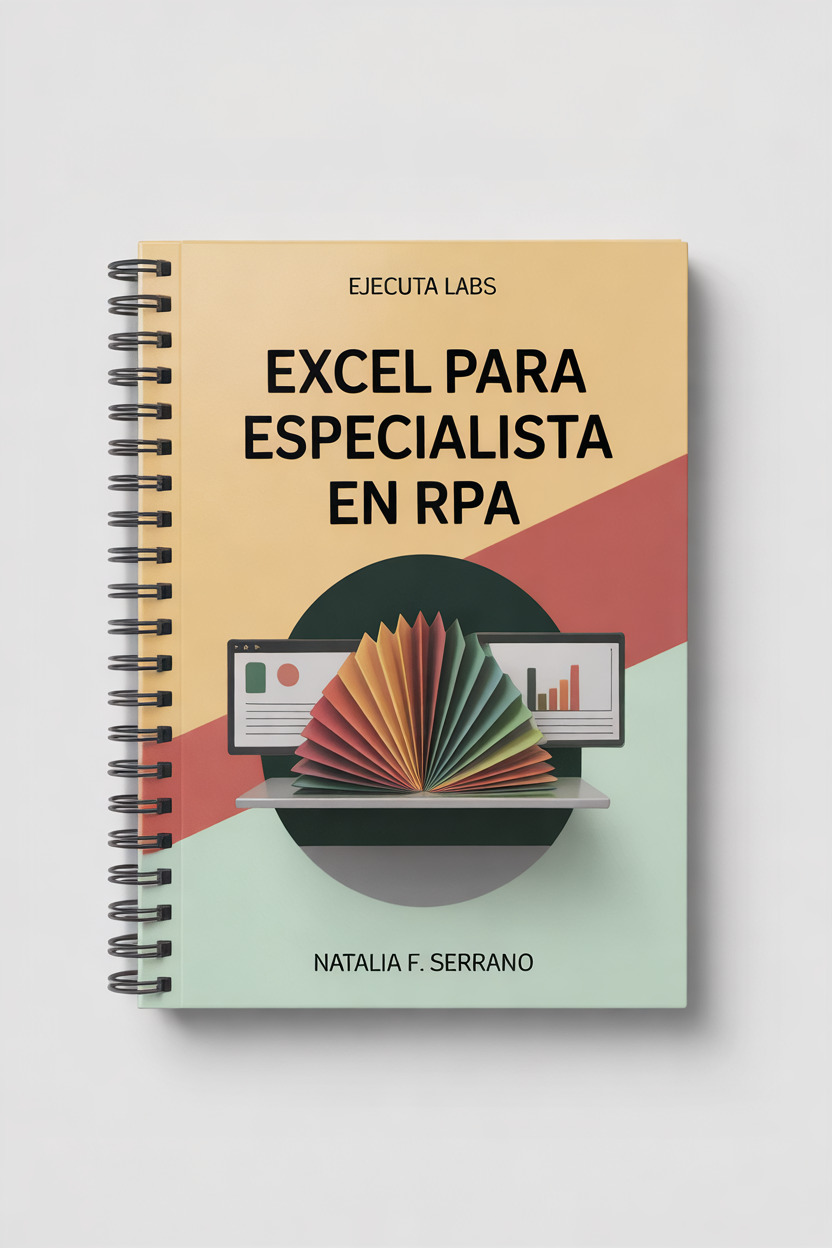 EJECUTA LABS
EXCEL PARA
ESPECIALISTA
EN RPA
NATALIA F. SERRANO